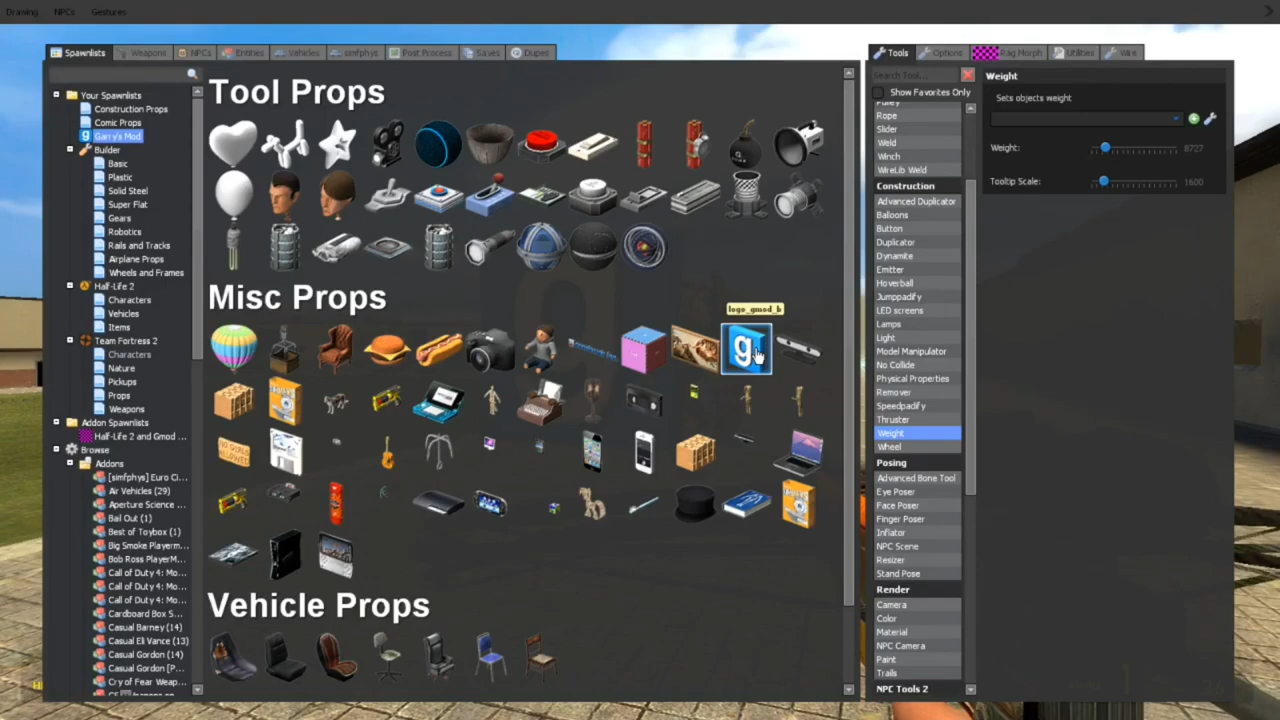 Drawing NPCs Gestures
Spawnlists Weapons NPCs Entities Vehicles simfphys Post Process Saves Dupes
Your Spawnlists
Construction Props
Comic Props
g Garry's Mod
Builder
Basic
Plastic
Solid Steel
Super Flat
Gears
Robotics
Rails and Tracks
Airplane Props
Wheels and Frames
Half-Life 2
Characters
Vehicles
Items
Team Fortress 2
Characters
Nature
Pickups
Props
Weapons
Addon Spawnlists
Half-Life 2 and Gmod ...
Browse
Addons
[simfphys] Euro Ci...
Air Vehicles (29)
Aperture Science ...
Bail Out (1)
Best of Toybox (1)
Big Smoke Playerm...
Bob Ross PlayerM...
Call of Duty 4: Mo...
Call of Duty 4: Mo...
Call of Duty 4: Mo...
Cardboard Box S...
Casual Barney (14)
Casual Eli Vance (13)
Casual Gordon (14)
Casual Gordon [P...
Cry of Fear Weap...
Tool Props
Misc Props
logo_gmod_b
g
NO GIRLS
ALLOWED
Vehicle Props
Tools Options Rag Morph Utilities Wire
Search Tool...
Show Favorites Only
Pulley
Rope
Slider
Weld
Winch
WireLib Weld
Construction
Advanced Duplicator
Balloons
Button
Duplicator
Dynamite
Emitter
Hoverball
Jumppadify
LED screens
Lamps
Light
Model Manipulator
No Collide
Physical Properties
Remover
Speedpadify
Thruster
Weight
Wheel
Posing
Advanced Bone Tool
Eye Poser
Face Poser
Finger Poser
Inflator
NPC Scene
Resizer
Stand Pose
Render
Camera
Color
Material
NPC Camera
Paint
Trails
NPC Tools 2
Weight
Sets objects weight
Weight: 8727
Tooltip Scale: 1600